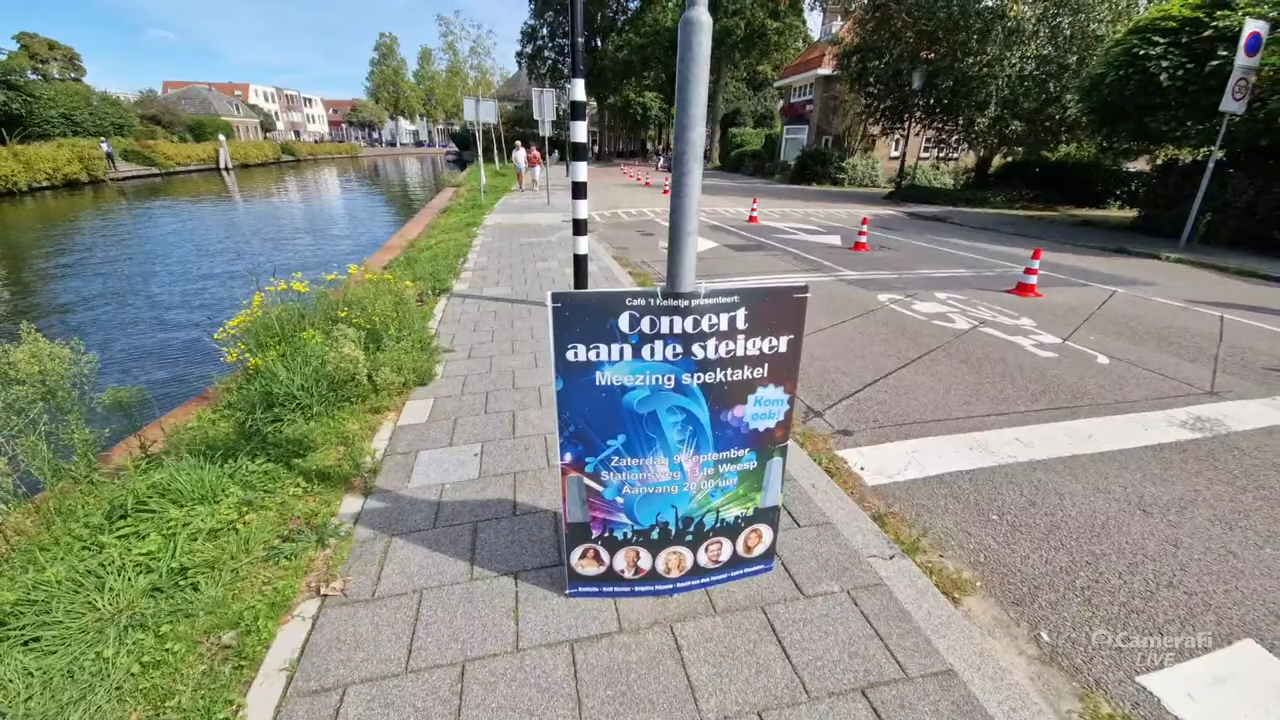 Café 't Kelletje presenteert:
Concert
aan de steiger
Meezing spektakel
Kom
ook!
Zaterdag 9 september
Stationsweg 13 te Weesp
Aanvang 20.00 uur
30
CameraFi
LIVE